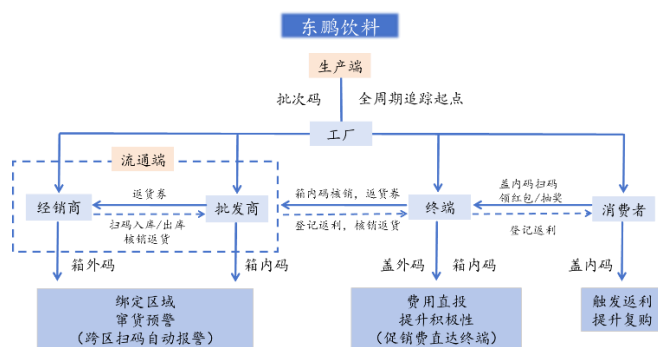 东鹏饮料
生产端
批次码
全周期追踪起点
工厂
流通端
经销商
返货券
扫码入库/出库
核销返货
批发商
箱内码核销，返货券
登记返利，核销返货
终端
盖内码扫码
领红包/抽奖
登记返利
消费者
箱外码
箱内码
盖外码
箱内码
盖内码
绑定区域
窜货预警
（跨区扫码自动报警）
费用直投
提升积极性
（促销费直达终端）
触发返利
提升复购